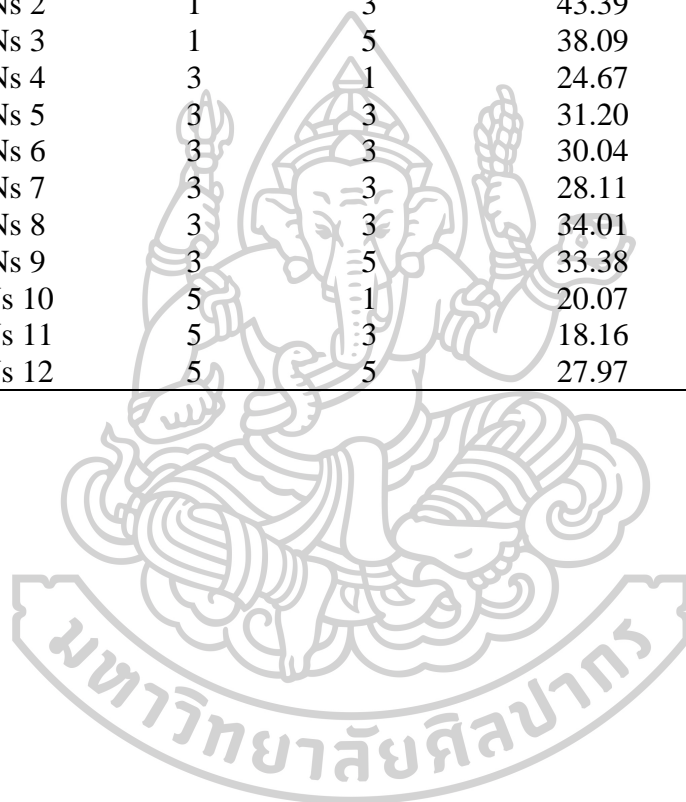 Ns 2 1 3 43.39
Ns 3 1 5 38.09
Ns 4 3 1 24.67
Ns 5 3 3 31.20
Ns 6 3 3 30.04
Ns 7 3 3 28.11
Ns 8 3 3 34.01
Ns 9 3 5 33.38
s 10 5 1 20.07
s 11 5 3 18.16
s 12 5 5 27.97
มหาวิทยาลัยศิลปากร